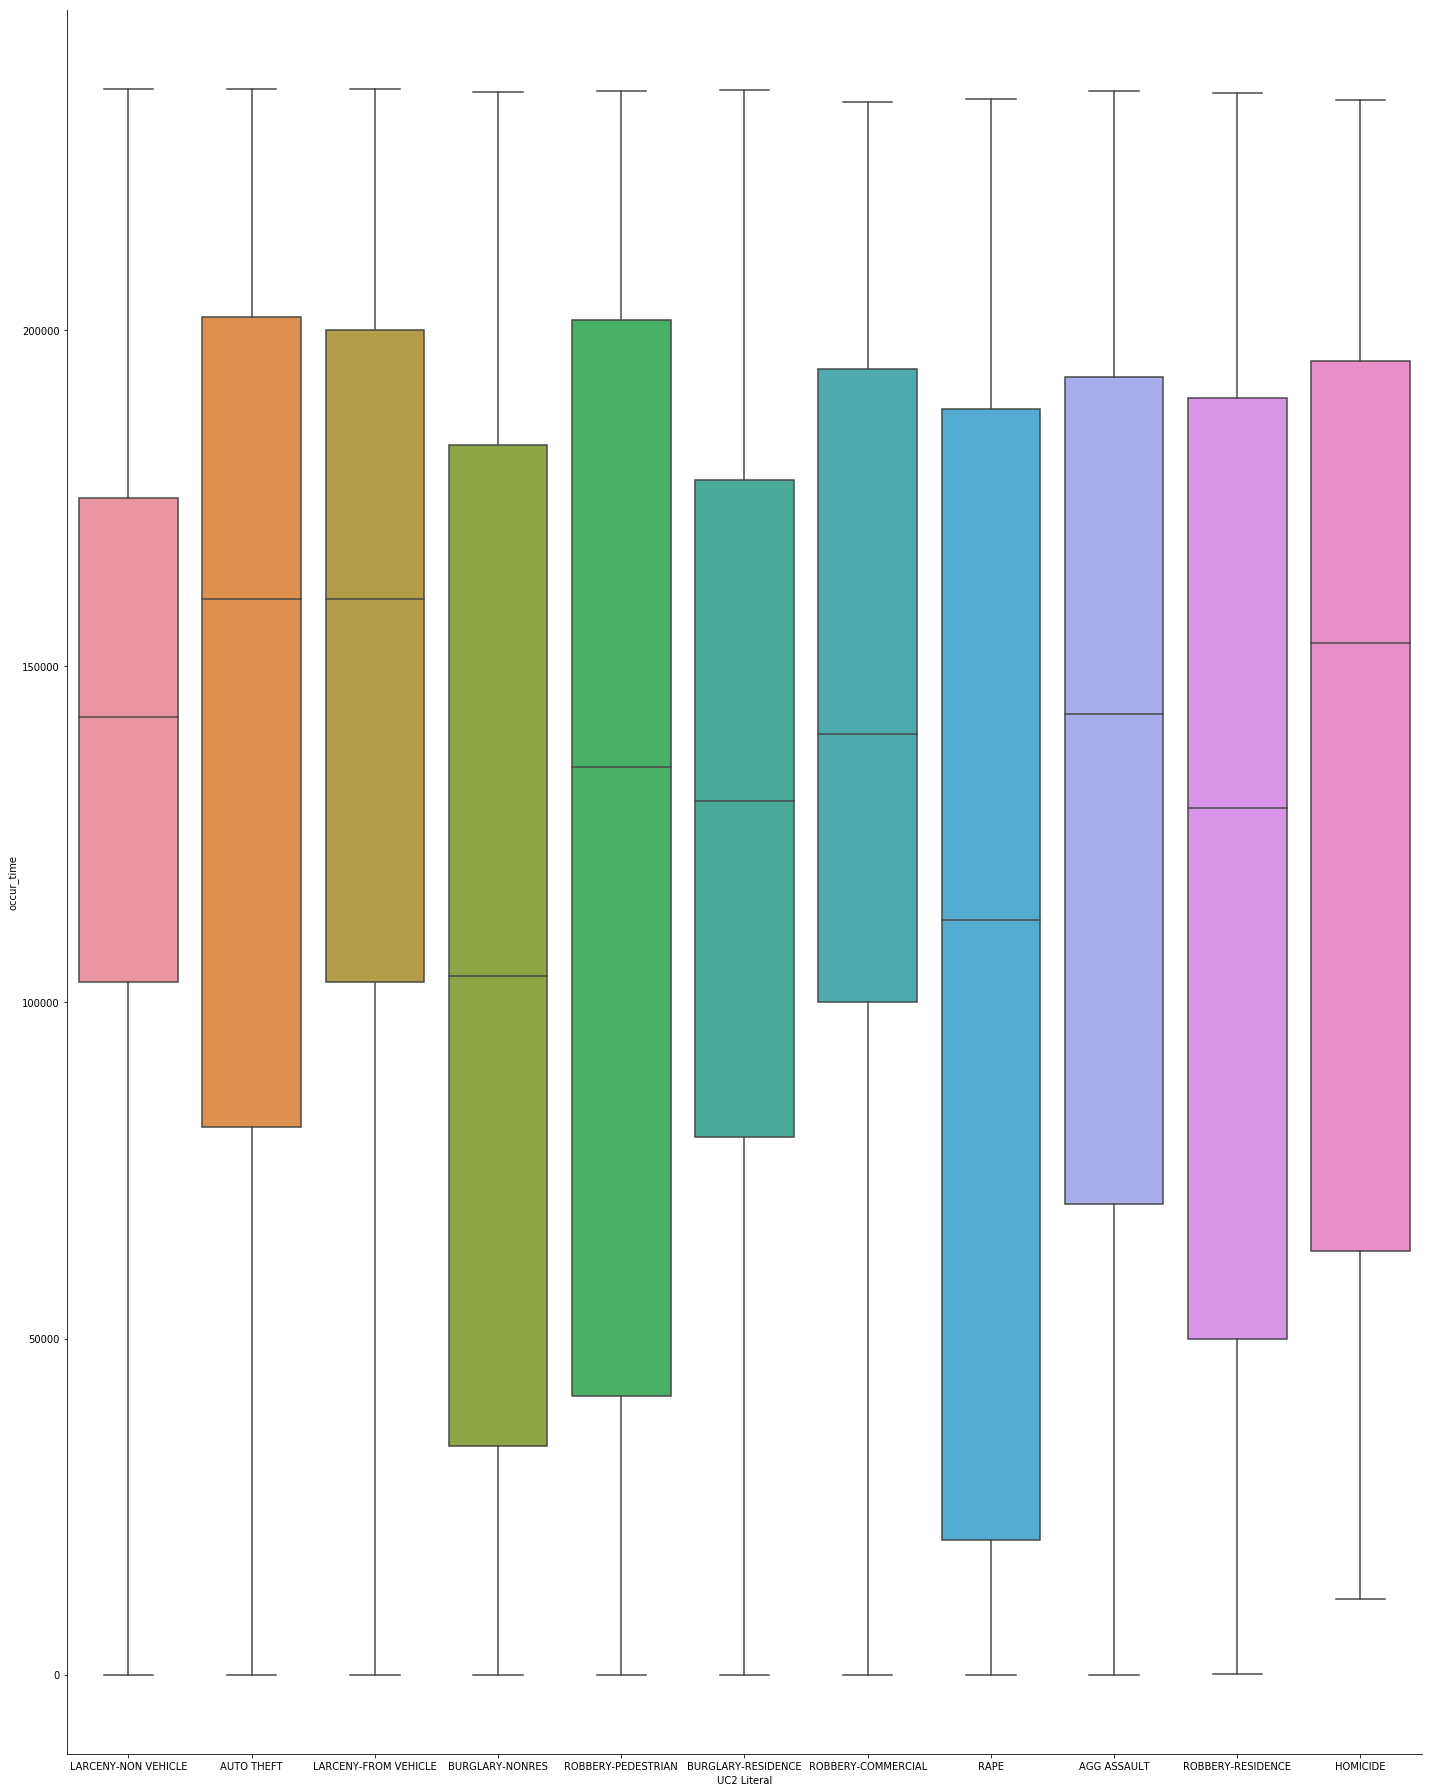 200000
150000
occur_time
100000
50000
0
LARCENY-NON VEHICLE AUTO THEFT LARCENY-FROM VEHICLE BURGLARY-NONRES ROBBERY-PEDESTRIAN BURGLARY-RESIDENCE ROBBERY-COMMERCIAL RAPE AGG ASSAULT ROBBERY-RESIDENCE HOMICIDE
UC2 Literal